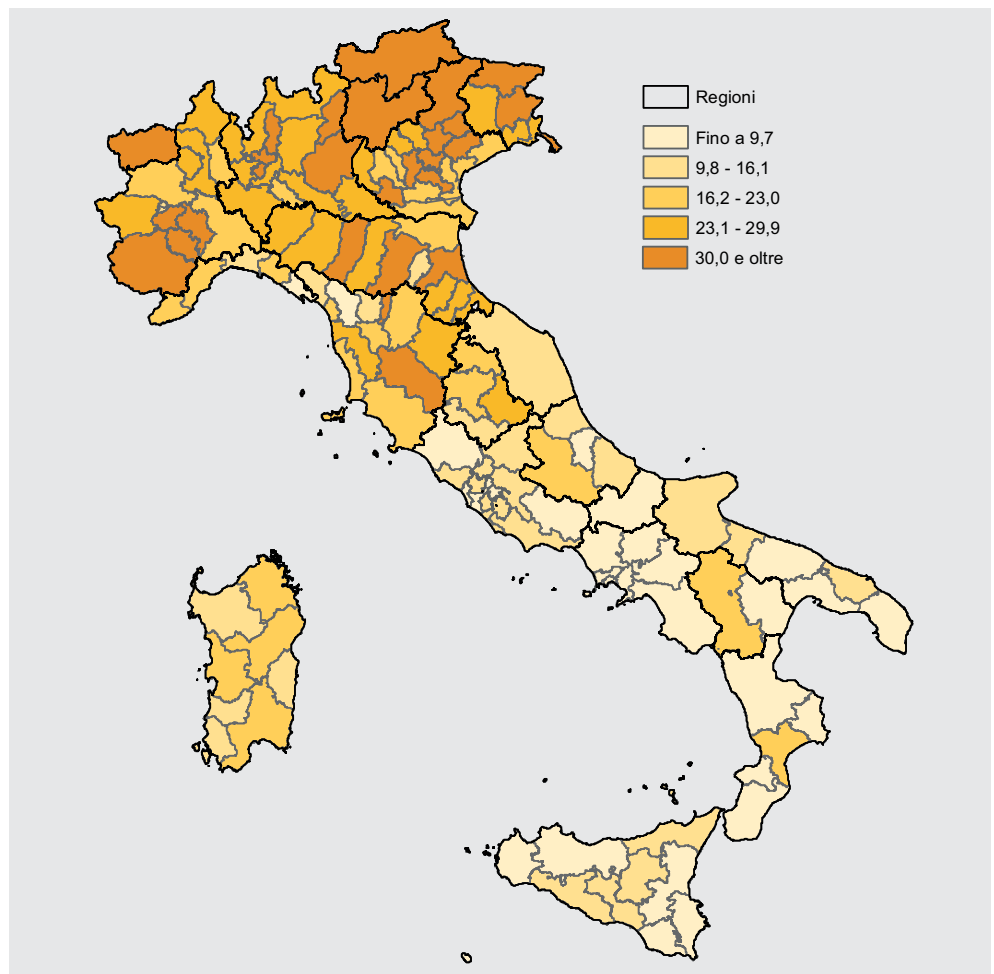 Regioni
Fino a 9,7
9,8 - 16,1
16,2 - 23,0
23,1 - 29,9
30,0 e oltre